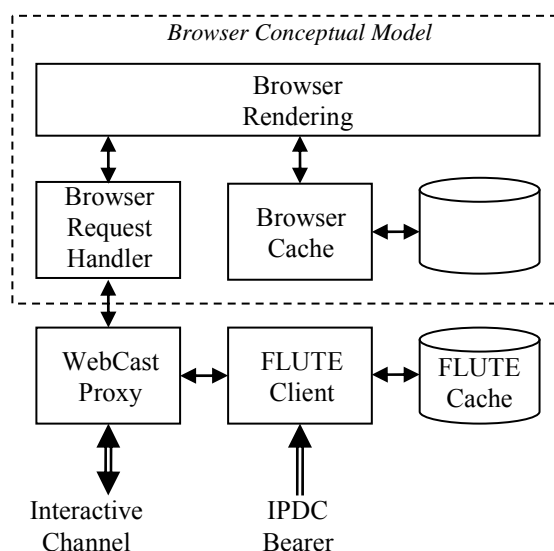 Browser Conceptual Model
Browser
Rendering
Browser
Request
Handler
Browser
Cache
WebCast
Proxy
FLUTE
Client
FLUTE
Cache
Interactive
Channel
IPDC
Bearer